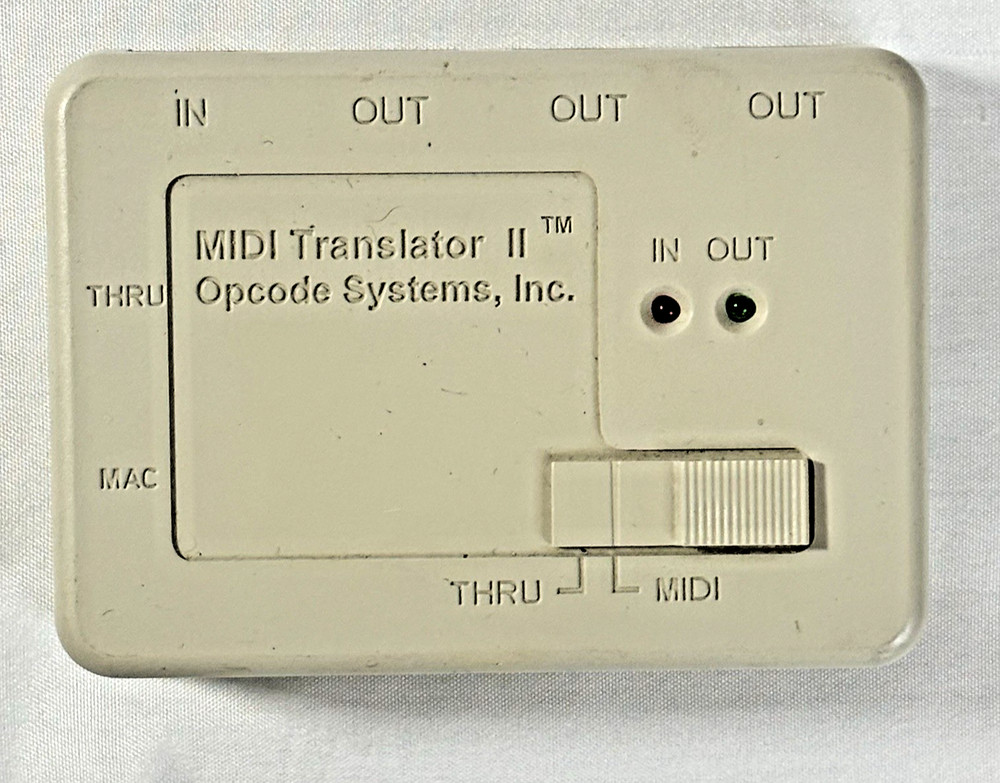 IN OUT OUT OUT
MIDI Translator II ™
Opcode Systems, Inc.
IN OUT
THRU
MAC
THRU MIDI